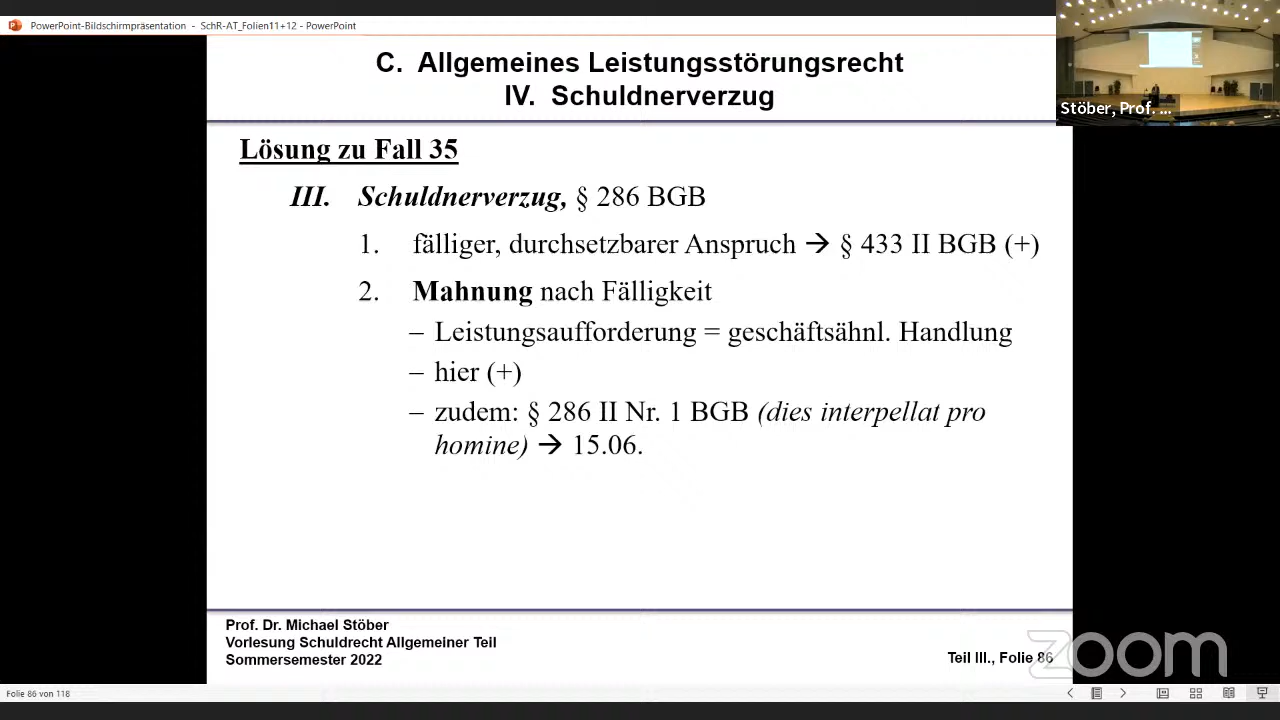 PowerPoint-Bildschirmpräsentation - SchR-AT_Folien11+12 - PowerPoint
C. Allgemeines Leistungsstörungsrecht
IV. Schuldnerverzug
Stöber, Prof. ...
Lösung zu Fall 35
III. Schuldnerverzug, § 286 BGB
1. fälliger, durchsetzbarer Anspruch → § 433 II BGB (+)
2. Mahnung nach Fälligkeit
– Leistungsaufforderung = geschäftsähnl. Handlung
– hier (+)
– zudem: § 286 II Nr. 1 BGB (dies interpellat pro
homine) → 15.06.
Prof. Dr. Michael Stöber
Vorlesung Schuldrecht Allgemeiner Teil
Sommersemester 2022
Teil III., Folie 86
zoom
Folie 86 von 118